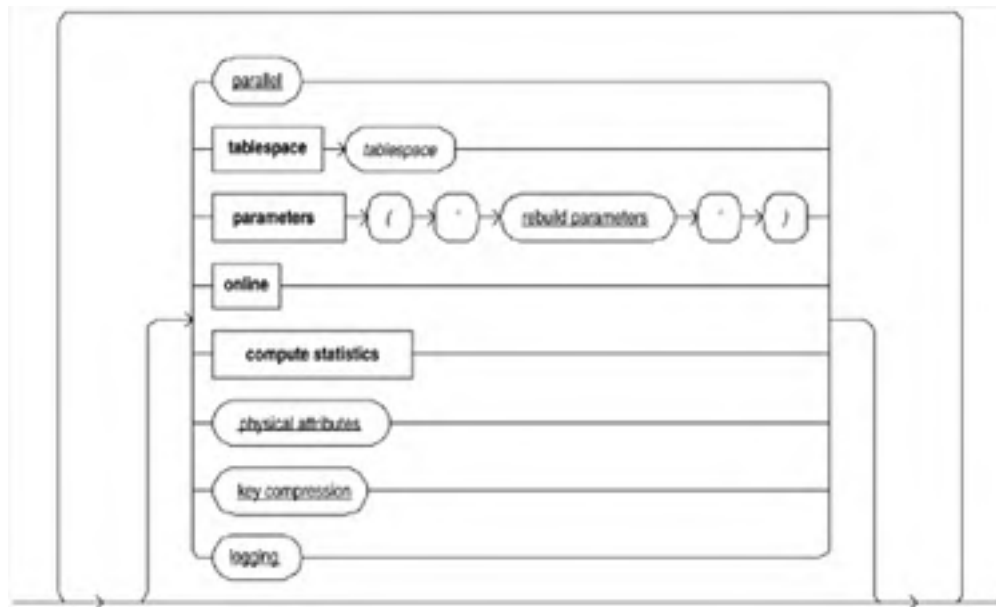 parallel
tablespace tablespace
parameters ( ' rebuild parameters ' )
online
compute statistics
physical attributes
key compression
logging